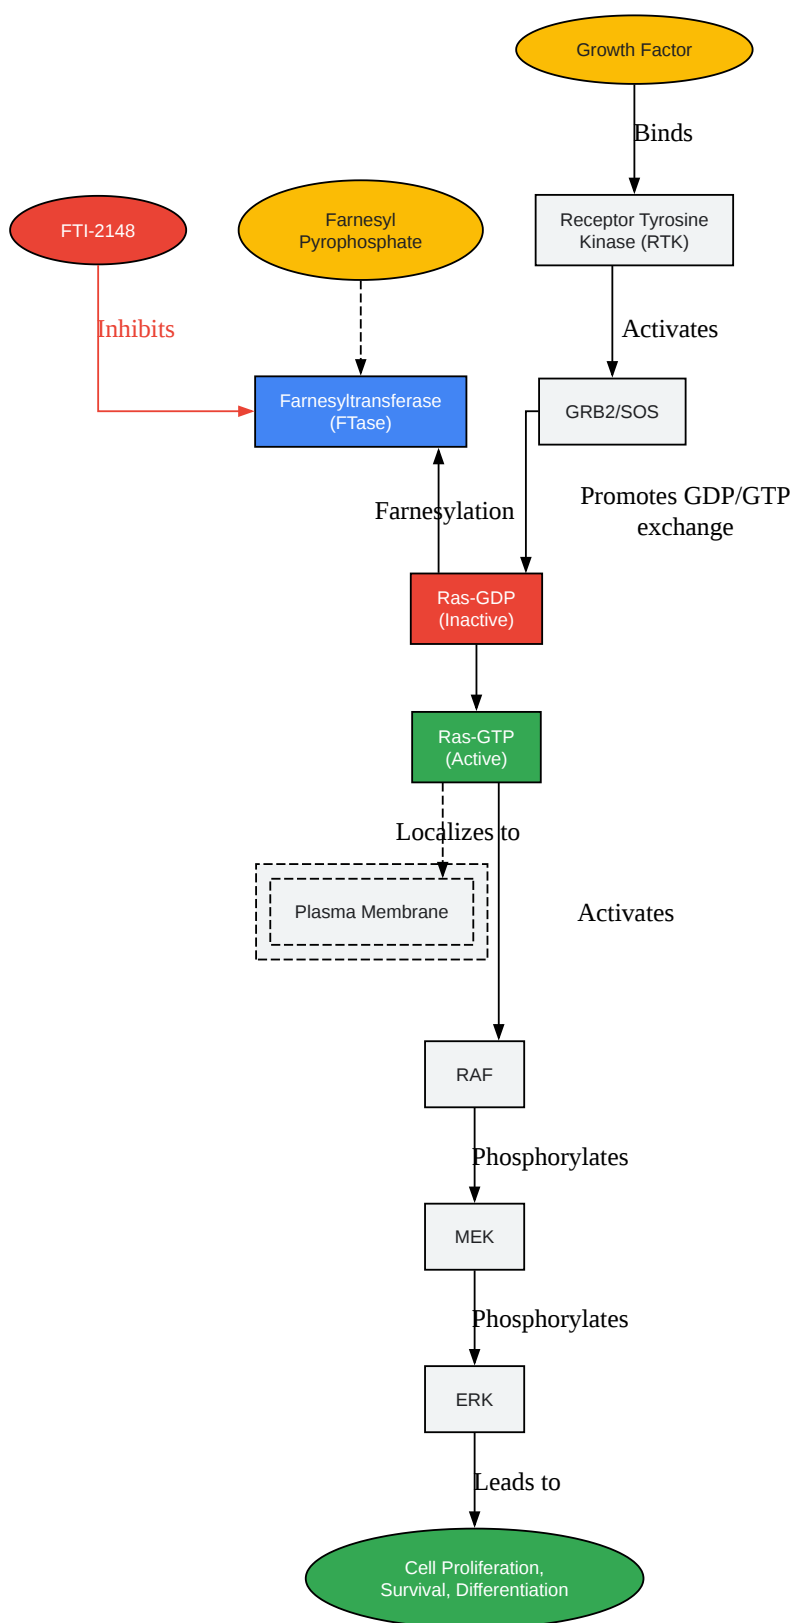 Growth Factor
Binds
FTI-2148
Farnesyl
Pyrophosphate
Receptor Tyrosine
Kinase (RTK)
Inhibits
Activates
Farnesyltransferase
(FTase)
GRB2/SOS
Farnesylation
Promotes GDP/GTP
exchange
Ras-GDP
(Inactive)
Ras-GTP
(Active)
Localizes to
Plasma Membrane
Activates
RAF
Phosphorylates
MEK
Phosphorylates
ERK
Leads to
Cell Proliferation,
Survival, Differentiation